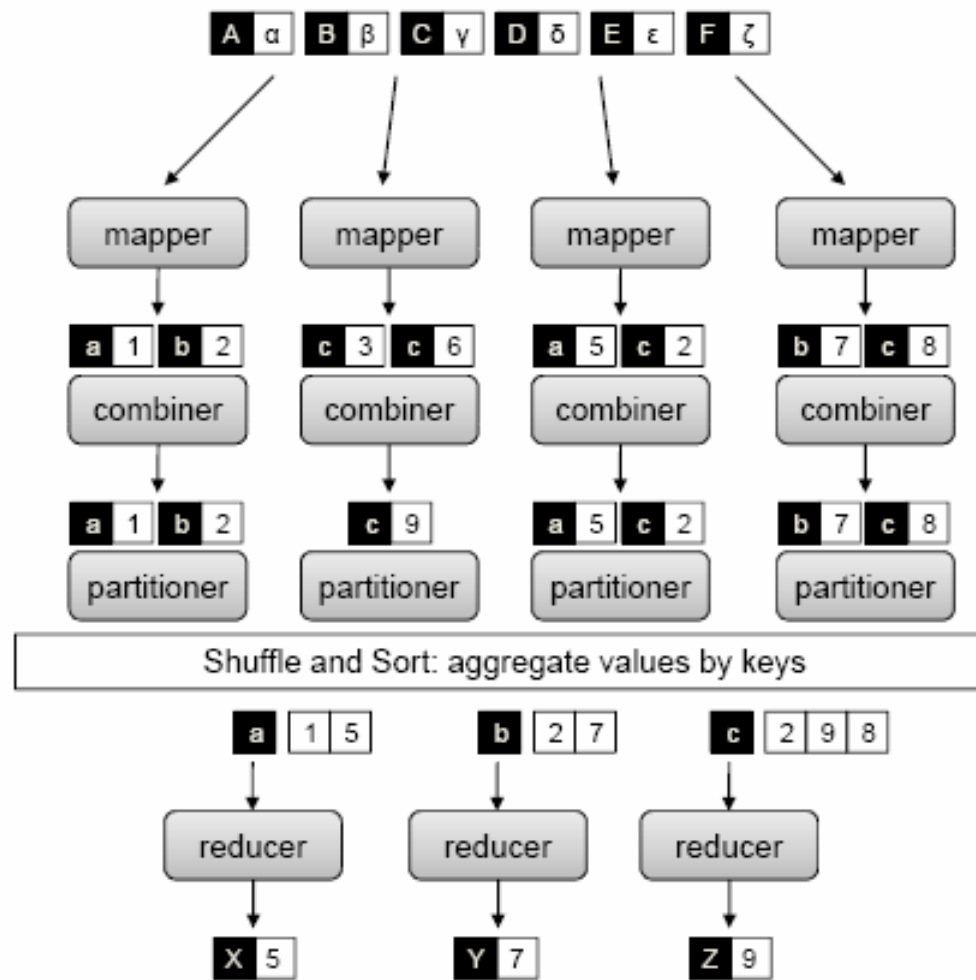 A α B β C γ D δ E ε F ζ
mapper mapper mapper mapper
a 1 b 2 c 3 c 6 a 5 c 2 b 7 c 8
combiner combiner combiner combiner
a 1 b 2 c 9 a 5 c 2 b 7 c 8
partitioner partitioner partitioner partitioner
Shuffle and Sort: aggregate values by keys
a 1 5 b 2 7 c 2 9 8
reducer reducer reducer
X 5 Y 7 Z 9